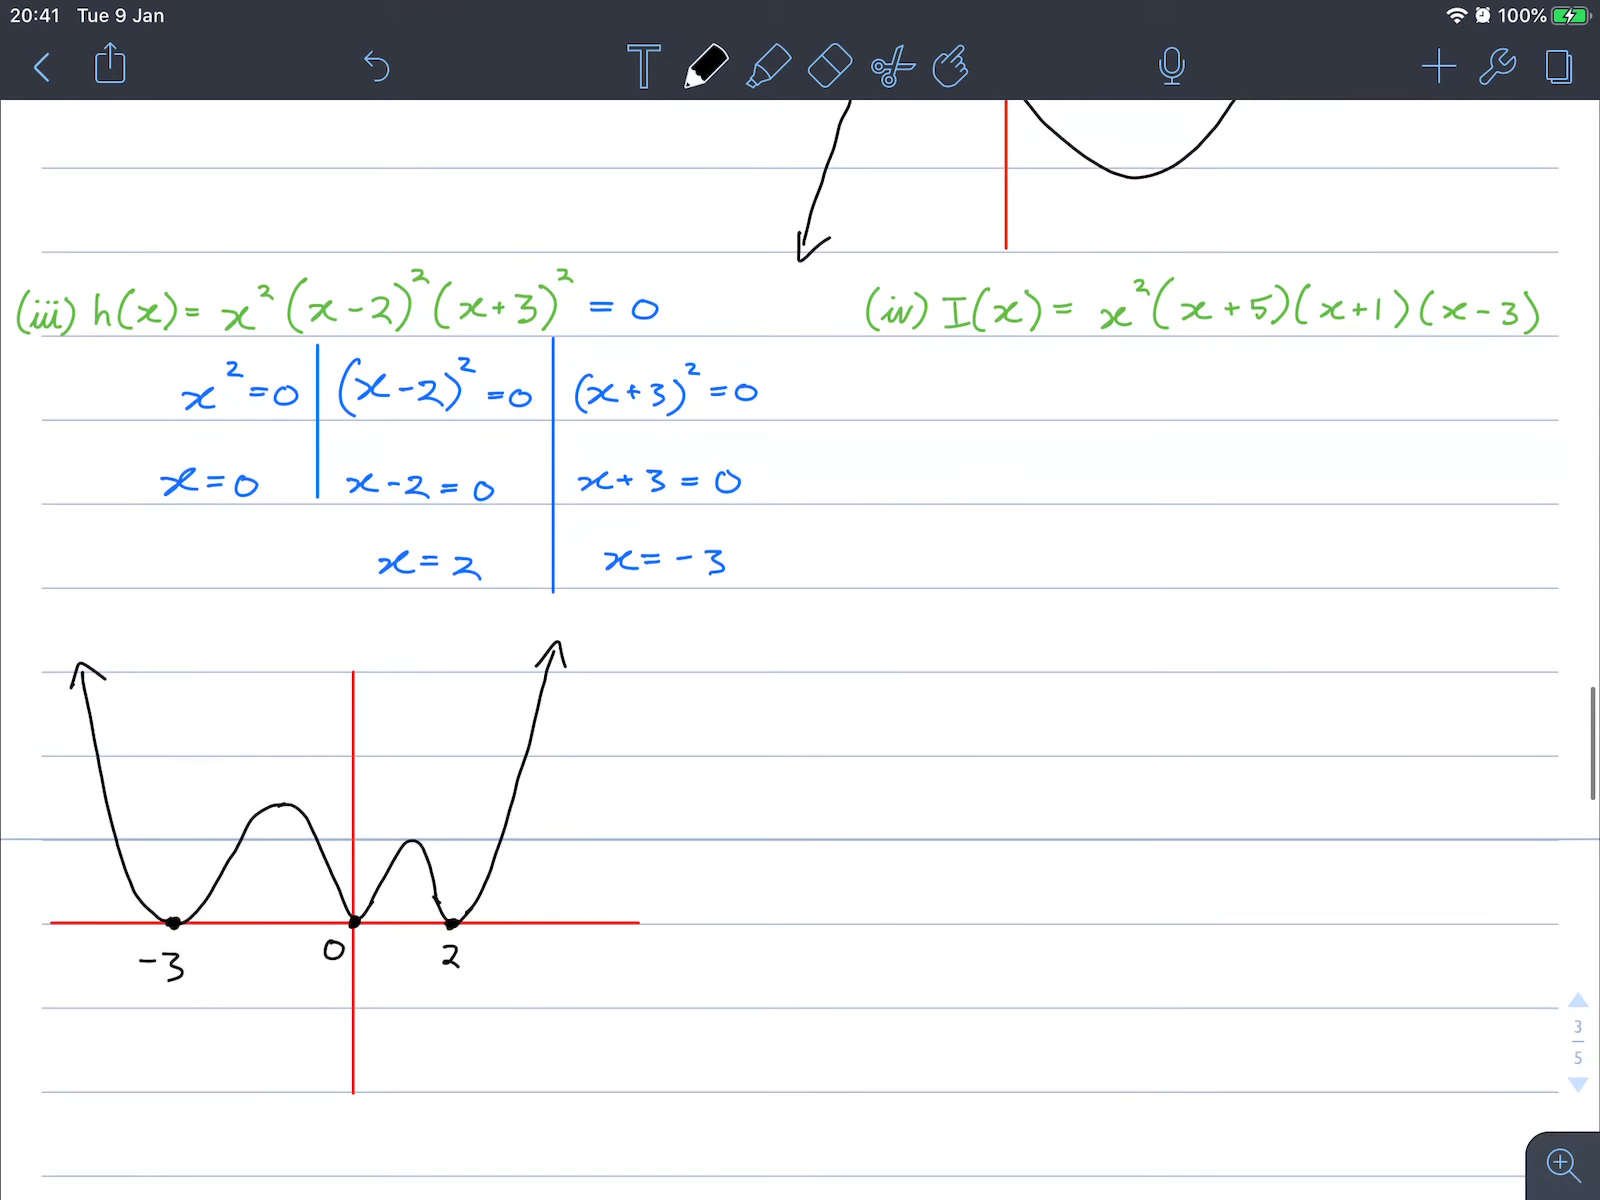 20:41 Tue 9 Jan 100%
T
(iii) h(x)= x²(x-2)²(x+3)² = 0
(iv) I(x)= x²(x+5)(x+1)(x-3)
x²=0 (x-2)²=0 (x+3)²=0
x=0 x-2=0 x+3=0
x=2 x=-3
-3 0 2
3
5